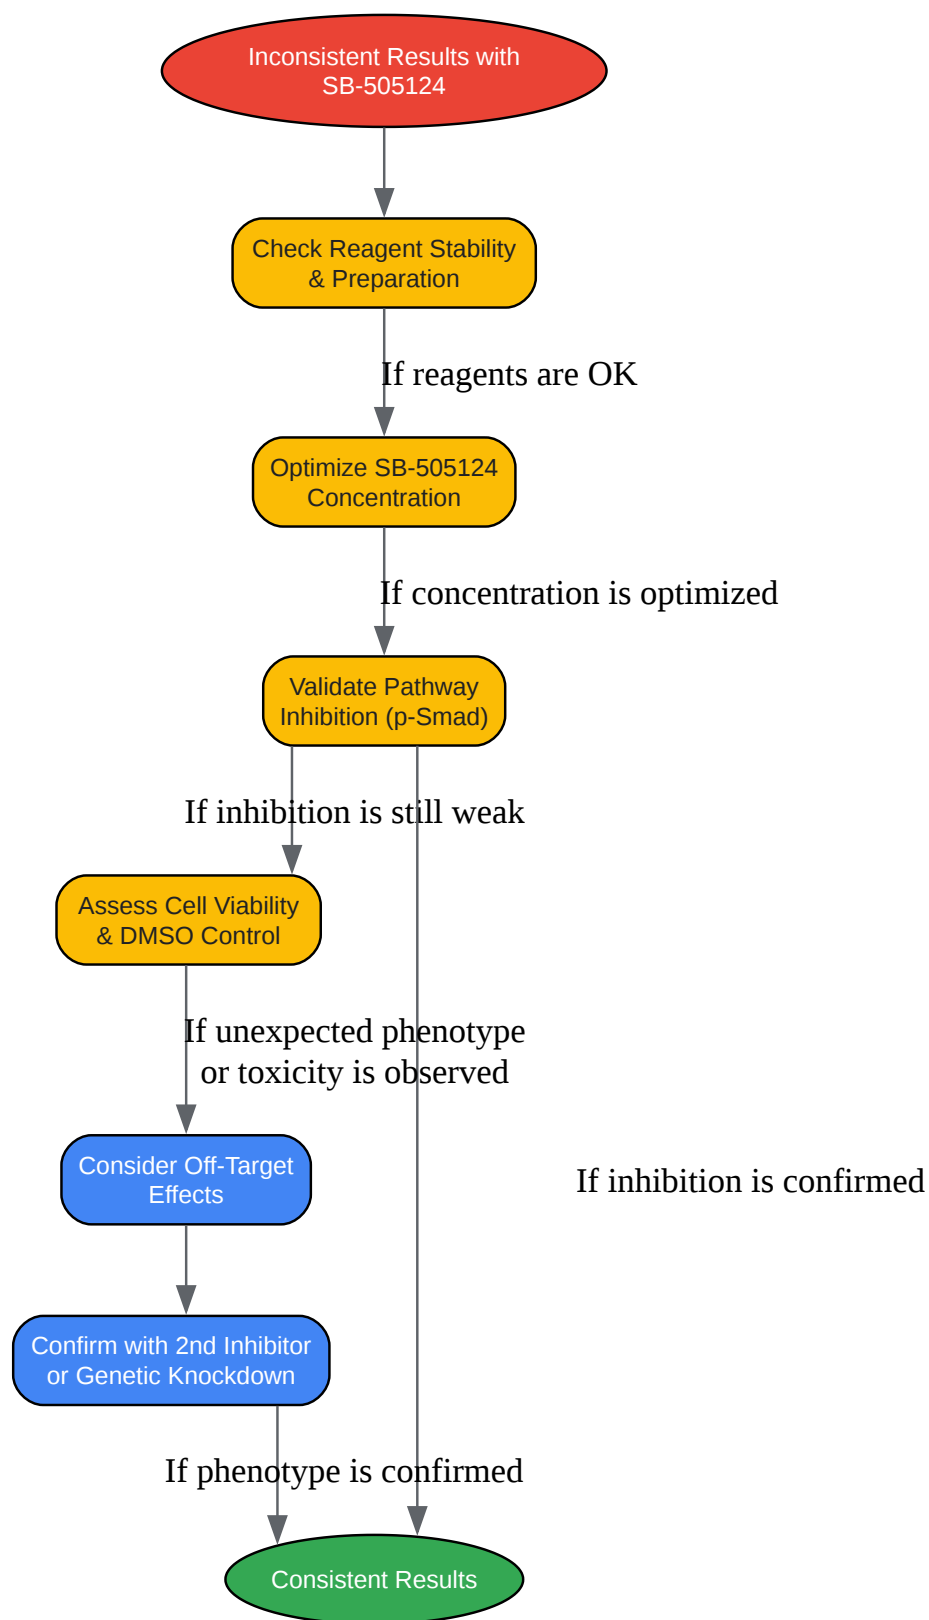 Inconsistent Results with
SB-505124
Check Reagent Stability
& Preparation
If reagents are OK
Optimize SB-505124
Concentration
If concentration is optimized
Validate Pathway
Inhibition (p-Smad)
If inhibition is still weak
Assess Cell Viability
& DMSO Control
If unexpected phenotype
or toxicity is observed
Consider Off-Target
Effects
If inhibition is confirmed
Confirm with 2nd Inhibitor
or Genetic Knockdown
If phenotype is confirmed
Consistent Results